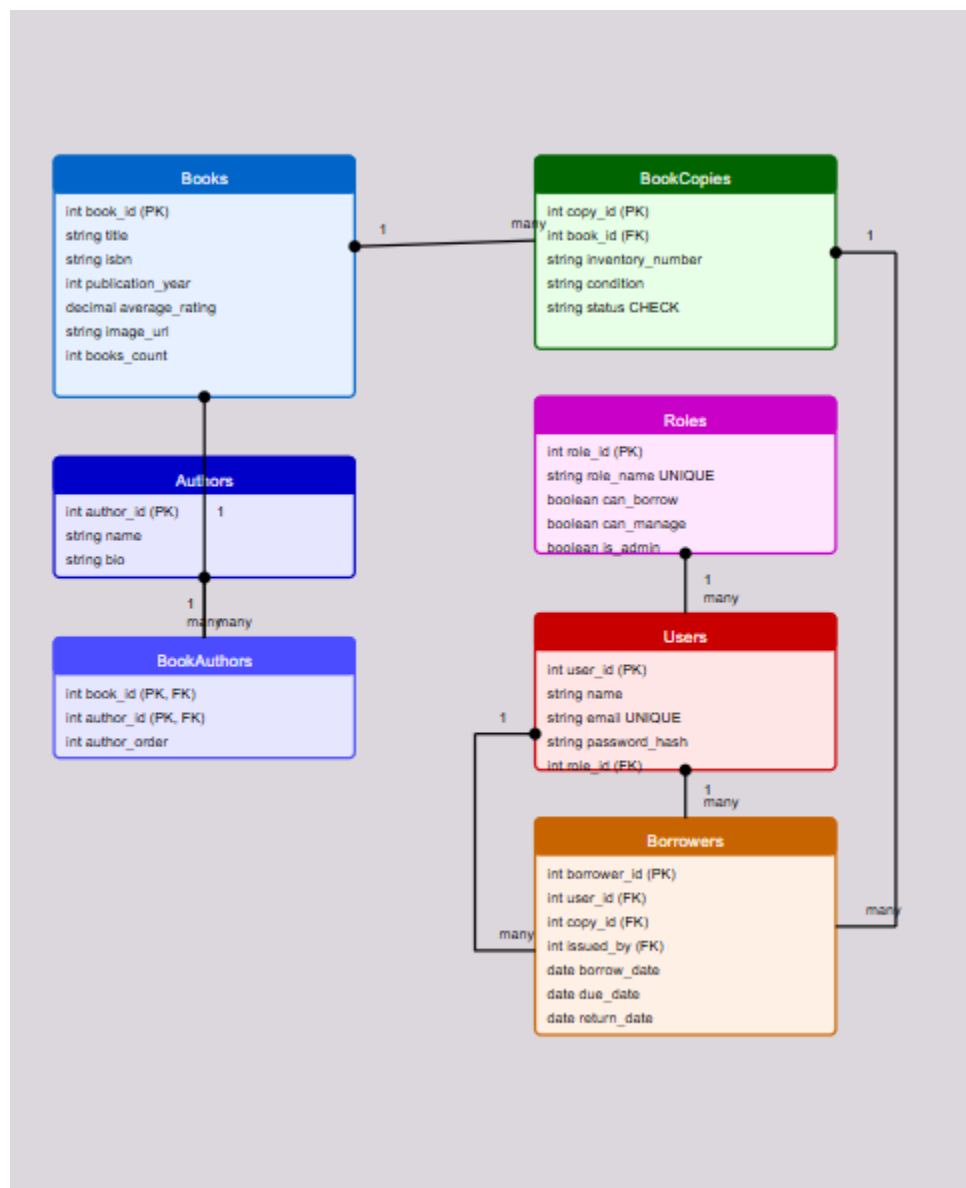 Books
int book_id (PK)
string title
string isbn
int publication_year
decimal average_rating
string image_url
int books_count
1
many
BookCopies
int copy_id (PK)
int book_id (FK)
string inventory_number
string condition
string status CHECK
1
Authors
int author_id (PK)
1
string name
string bio
1
many
many
BookAuthors
int book_id (PK, FK)
int author_id (PK, FK)
int author_order
Roles
int role_id (PK)
string role_name UNIQUE
boolean can_borrow
boolean can_manage
boolean is_admin
1
many
Users
int user_id (PK)
string name
string email UNIQUE
string password_hash
int role_id (FK)
1
1
many
Borrowers
int borrower_id (PK)
int user_id (FK)
int copy_id (FK)
int issued_by (FK)
date borrow_date
date due_date
date return_date
many
many